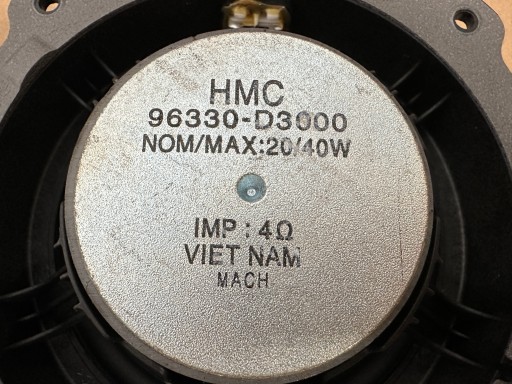 HMC
96330-D3000
NOM/MAX:20/40W
IMP : 4Ω
VIET NAM
MACH